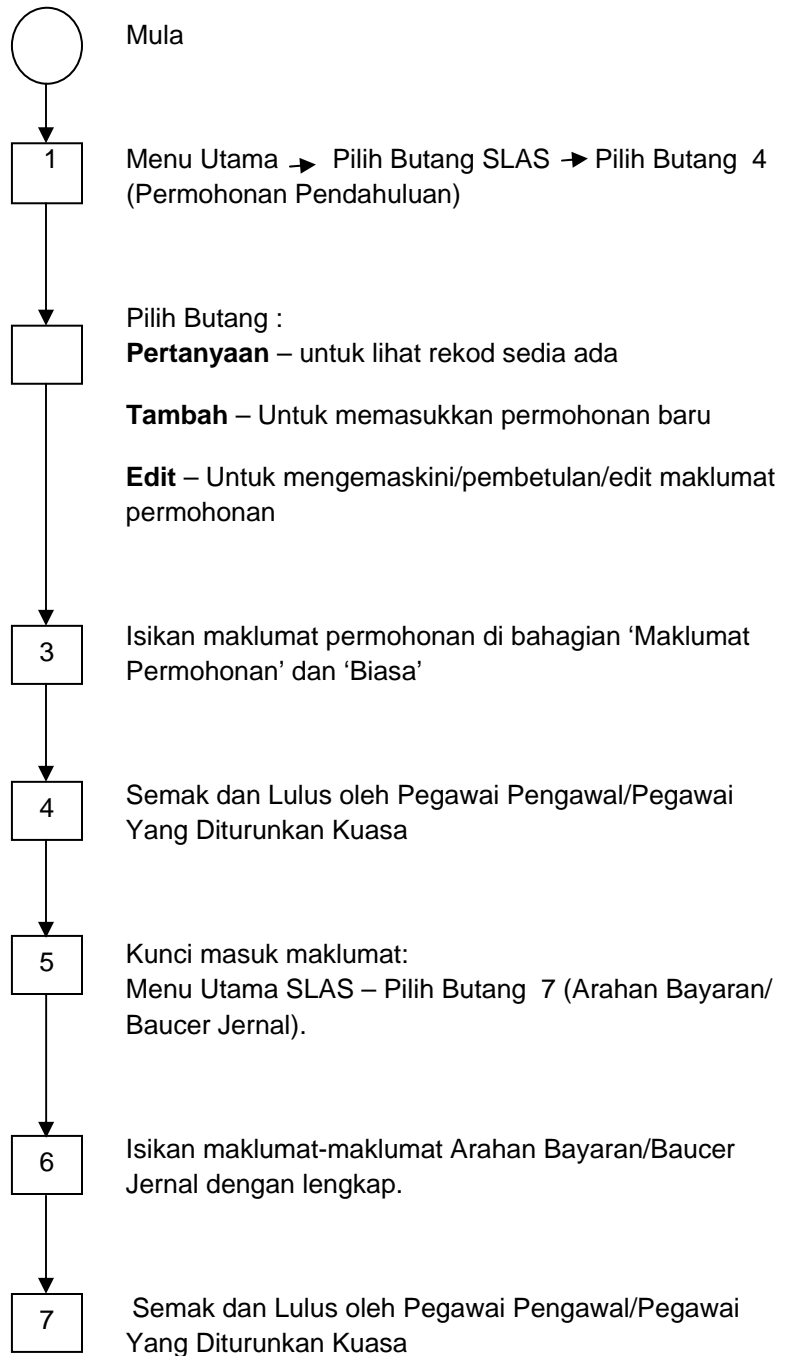 Mula
1 Menu Utama → Pilih Butang SLAS → Pilih Butang 4
(Permohonan Pendahuluan)
Pilih Butang :
Pertanyaan – untuk lihat rekod sedia ada
Tambah – Untuk memasukkan permohonan baru
Edit – Untuk mengemaskini/pembetulan/edit maklumat
permohonan
3 Isikan maklumat permohonan di bahagian ‘Maklumat
Permohonan’ dan ‘Biasa’
4 Semak dan Lulus oleh Pegawai Pengawal/Pegawai
Yang Diturunkan Kuasa
5 Kunci masuk maklumat:
Menu Utama SLAS – Pilih Butang 7 (Arahan Bayaran/
Baucer Jernal).
6 Isikan maklumat-maklumat Arahan Bayaran/Baucer
Jernal dengan lengkap.
7 Semak dan Lulus oleh Pegawai Pengawal/Pegawai
Yang Diturunkan Kuasa